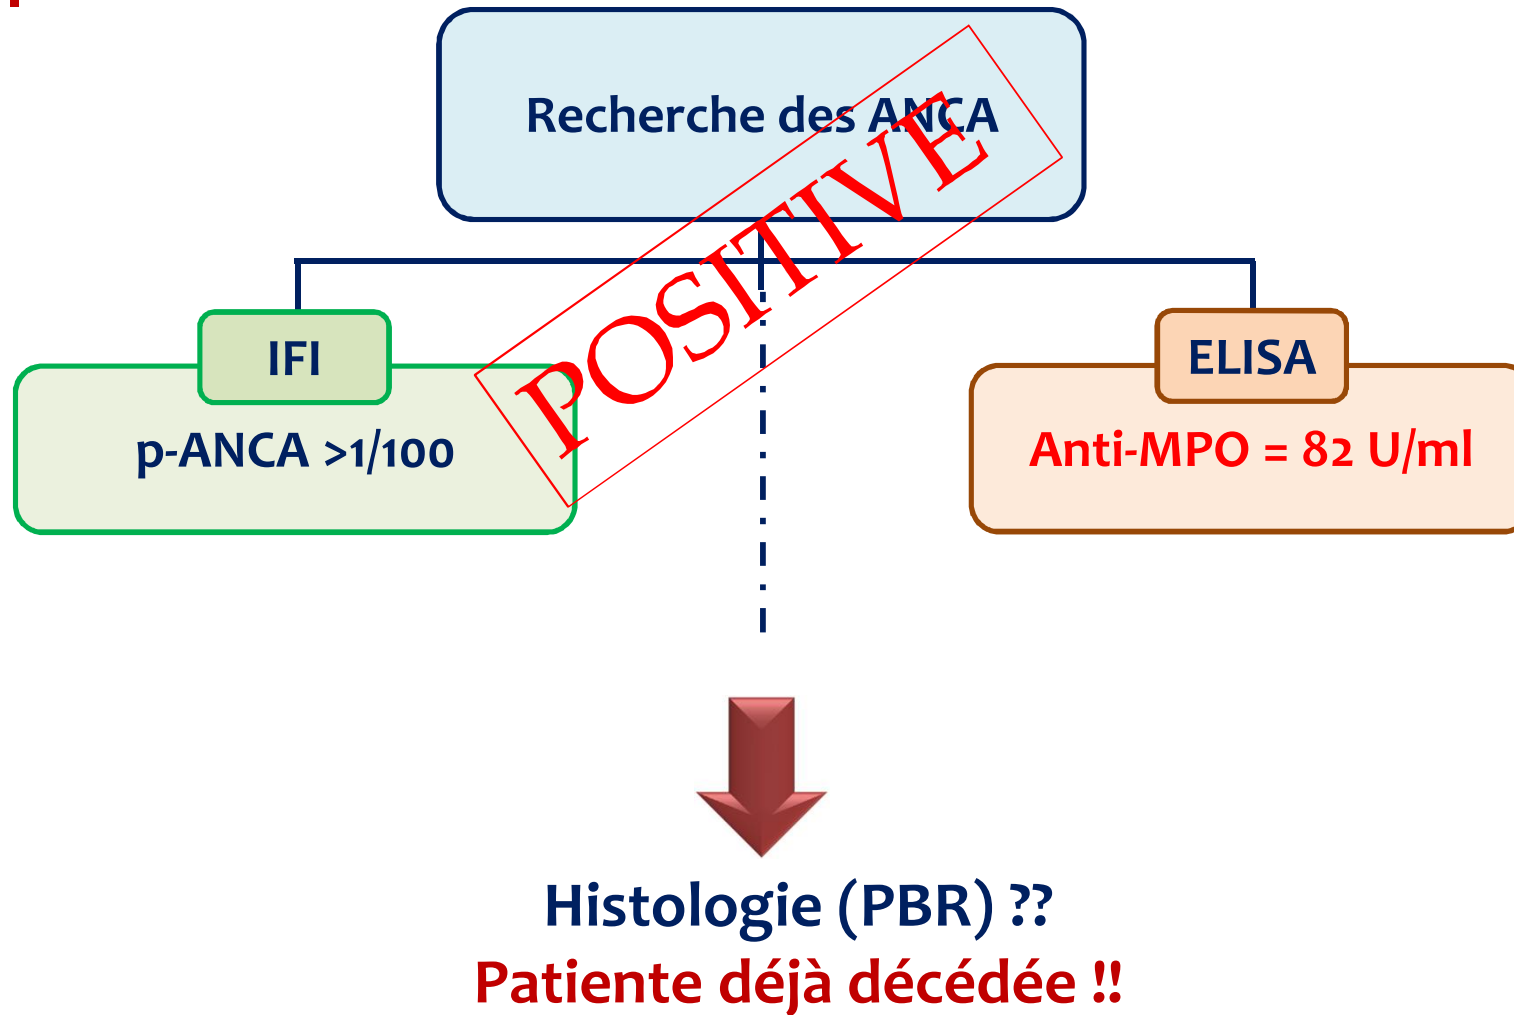 Recherche des ANCA
POSITIVE
IFI
p-ANCA >1/100
ELISA
Anti-MPO = 82 U/ml
Histologie (PBR) ??
Patiente déjà décédée !!